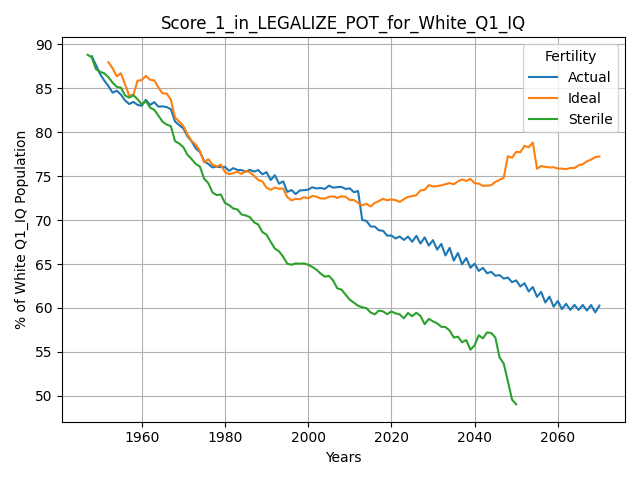 Score_1_in_LEGALIZE_POT_for_White_Q1_IQ
% of White Q1_IQ Population
90
85
80
75
70
65
60
55
50
Fertility
Actual
Ideal
Sterile
1960 1980 2000 2020 2040 2060
Years